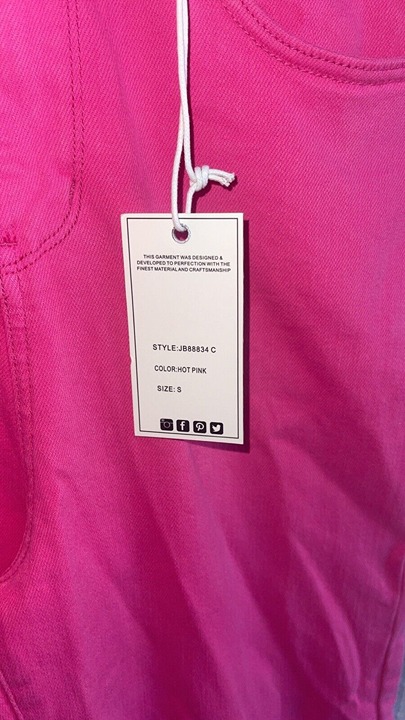 THIS GARMENT WAS DESIGNED &
DEVELOPED TO PERFECTION WITH THE
FINEST MATERIAL AND CRAFTSMANSHIP
STYLE:JB88834 C
COLOR:HOT PINK
SIZE: S